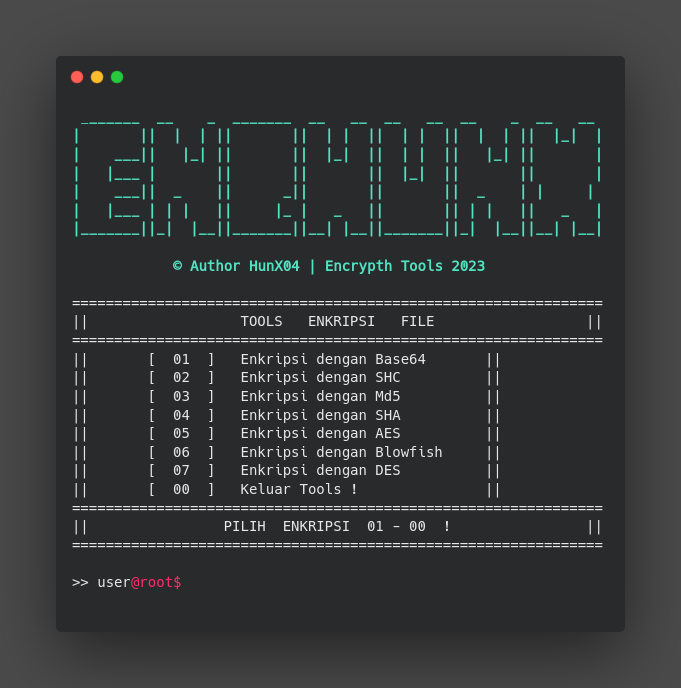 © Author HunX04 | Encrypth Tools 2023
=============================================================== 
|| TOOLS ENKRIPSI FILE ||
===============================================================
|| [ 01 ] Enkripsi dengan Base64 ||
|| [ 02 ] Enkripsi dengan SHC ||
|| [ 03 ] Enkripsi dengan Md5 ||
|| [ 04 ] Enkripsi dengan SHA ||
|| [ 05 ] Enkripsi dengan AES ||
|| [ 06 ] Enkripsi dengan Blowfish ||
|| [ 07 ] Enkripsi dengan DES ||
|| [ 00 ] Keluar Tools ! ||
===============================================================
|| PILIH ENKRIPSI 01 - 00 ! ||
===============================================================
>> user@root$